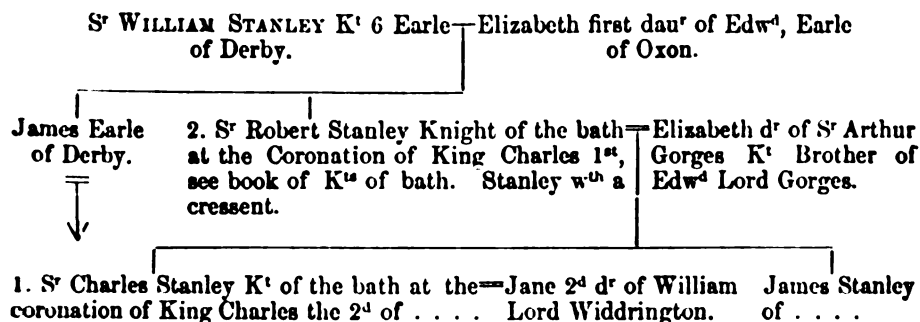 Sʳ WILLIAM STANLEY Kᵗ 6 Earle of Derby.
Elizabeth first dauʳ of Edwᵈ, Earle of Oxon.
James Earle of Derby.
2. Sʳ Robert Stanley Knight of the bath at the Coronation of King Charles 1ˢᵗ, see book of Kᵗˢ of bath. Stanley wᵗʰ a cressent.
Elizabeth dʳ of Sʳ Arthur Gorges Kᵗ Brother of Edwᵈ Lord Gorges.
1. Sʳ Charles Stanley Kᵗ of the bath at the coronation of King Charles the 2ᵈ of . . . .
Jane 2ᵈ dʳ of William Lord Widdrington.
James Stanley of . . . .